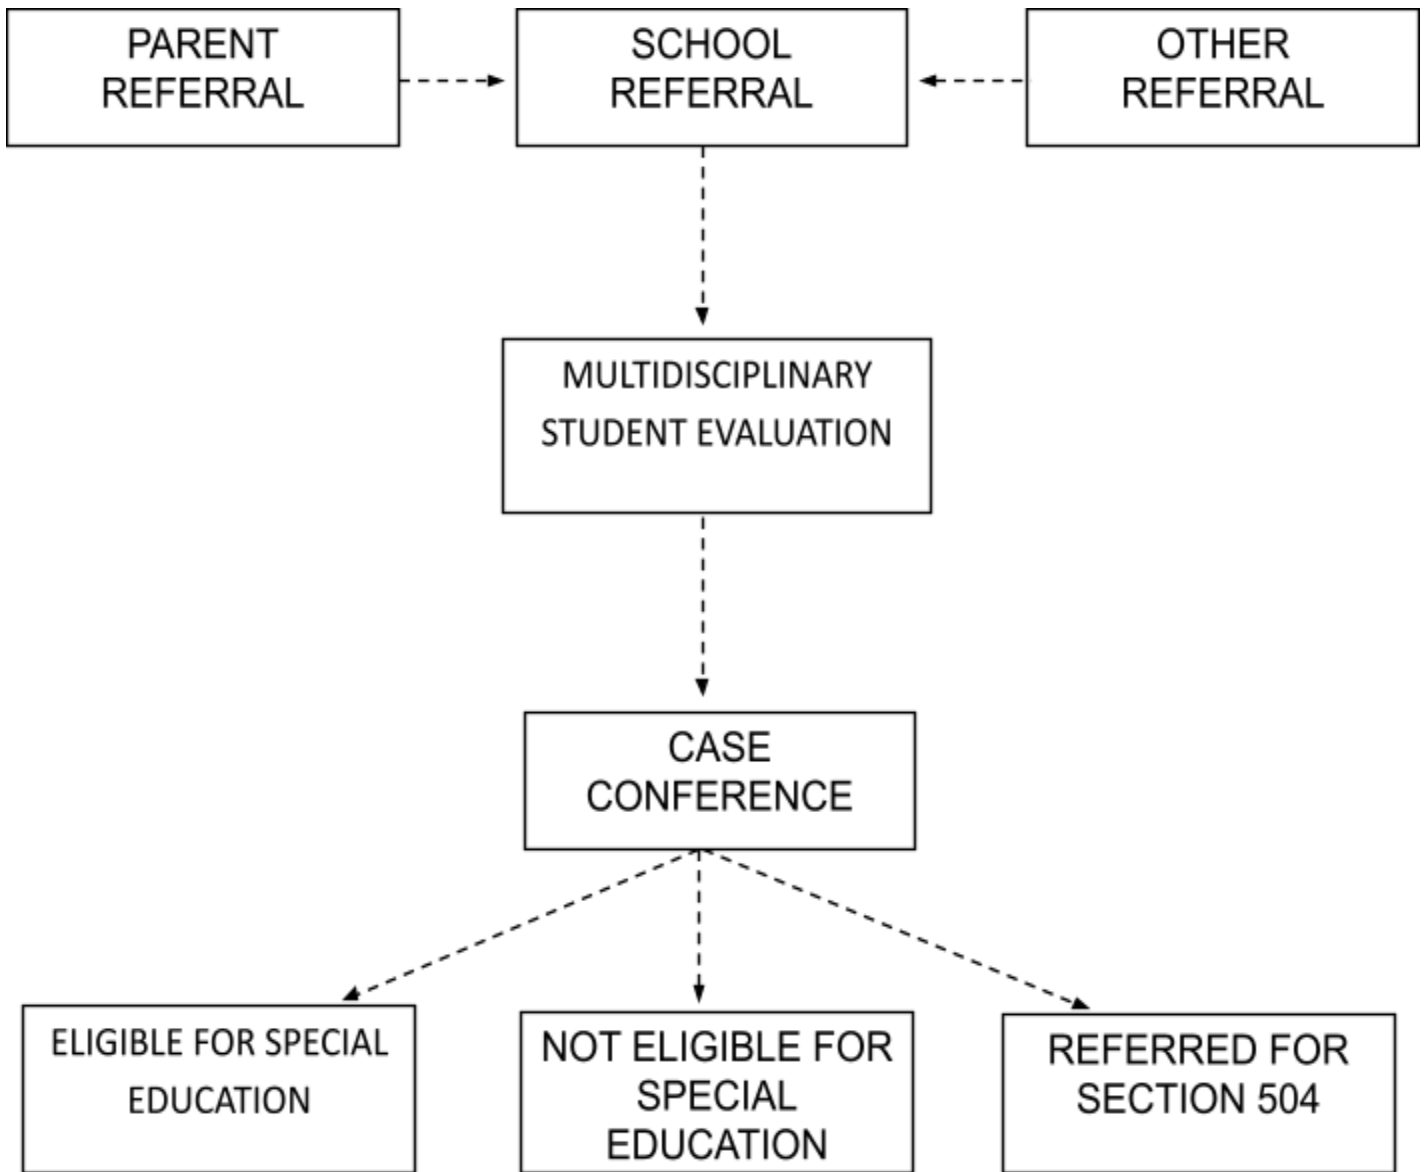 PARENT
REFERRAL
SCHOOL
REFERRAL
OTHER
REFERRAL
MULTIDISCIPLINARY
STUDENT EVALUATION
CASE
CONFERENCE
ELIGIBLE FOR SPECIAL
EDUCATION
NOT ELIGIBLE FOR
SPECIAL
EDUCATION
REFERRED FOR
SECTION 504